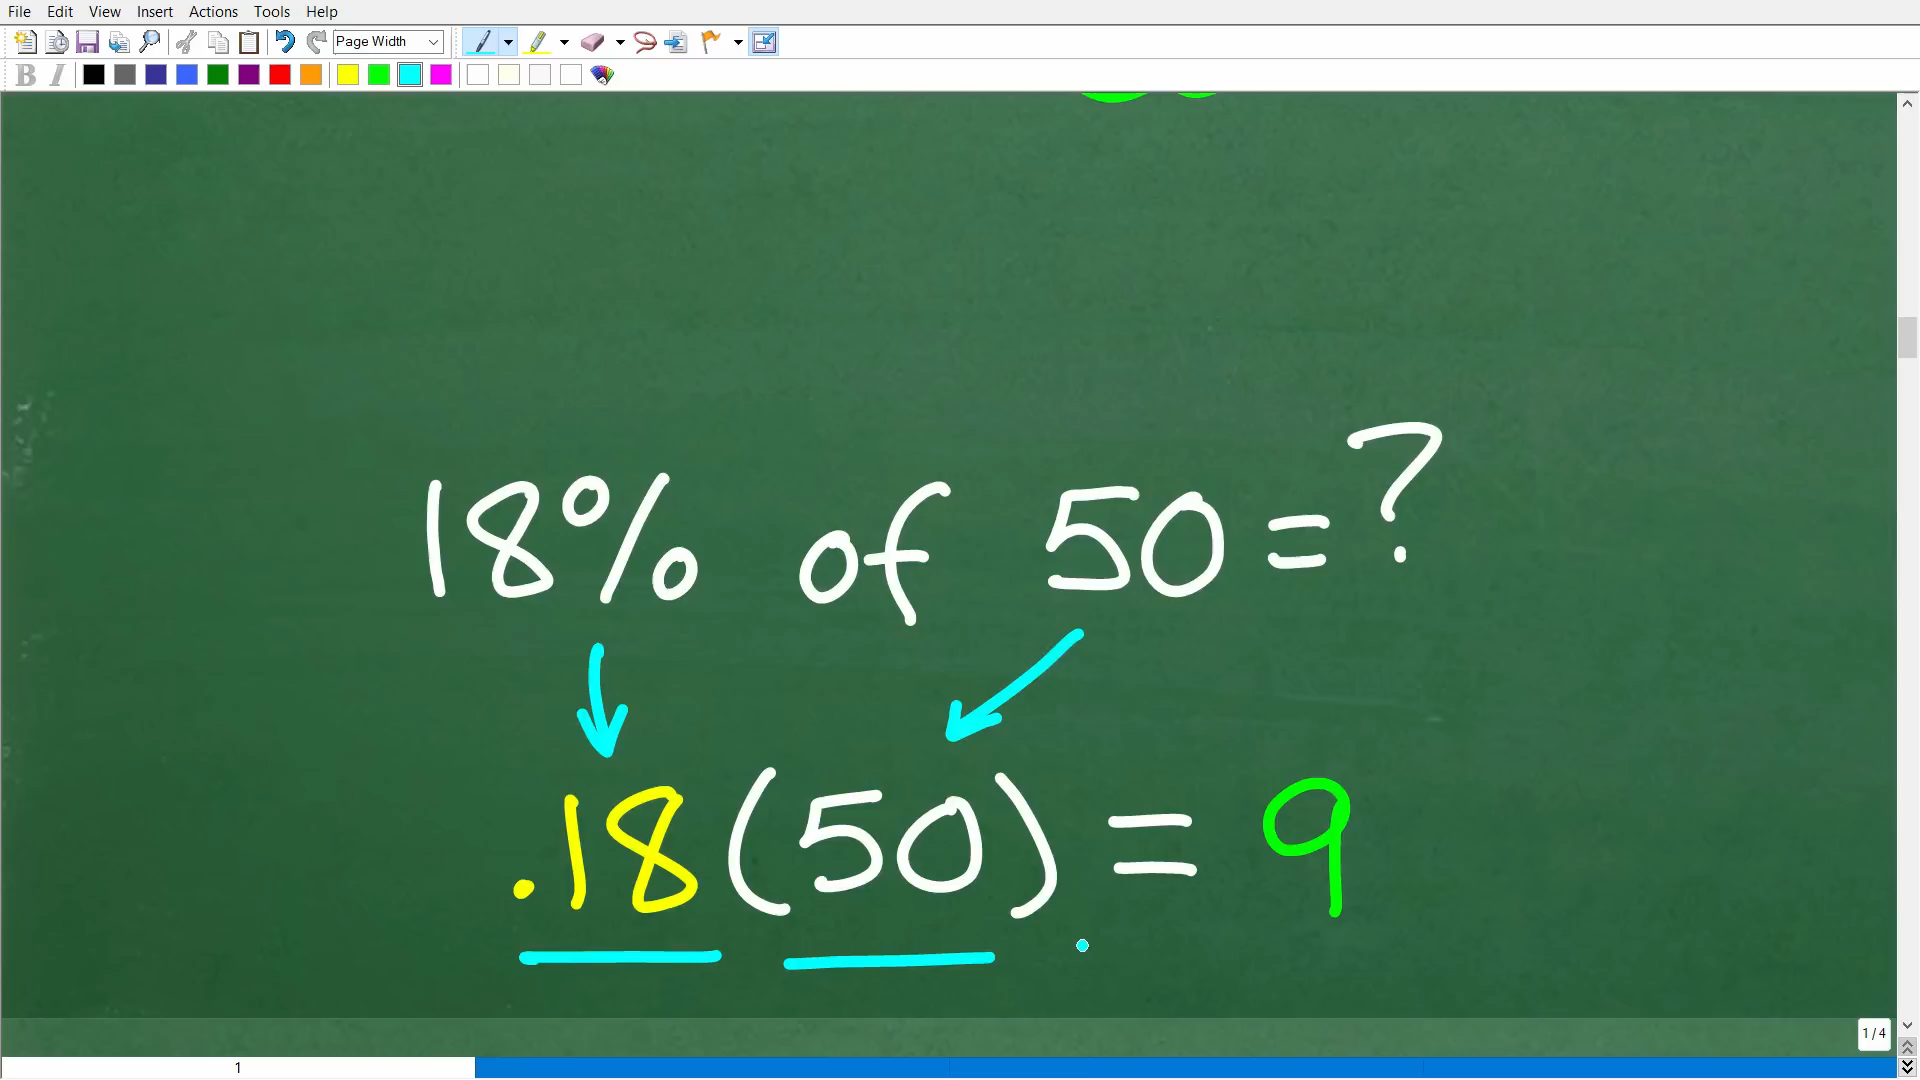 File Edit View Insert Actions Tools Help
Page Width
B I
18% of 50 = ?
.18 (50) = 9
1 / 4
1